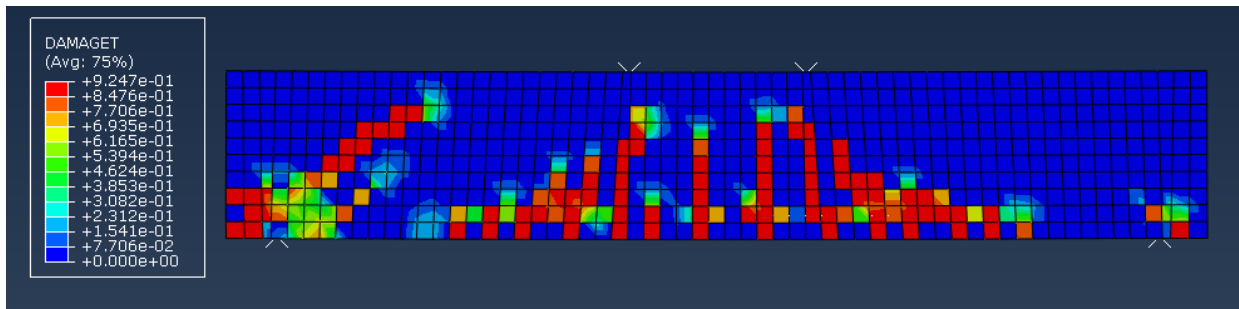 DAMAGET
(Avg: 75%)
+9.247e-01
+8.476e-01
+7.706e-01
+6.935e-01
+6.165e-01
+5.394e-01
+4.624e-01
+3.853e-01
+3.082e-01
+2.312e-01
+1.541e-01
+7.706e-02
+0.000e+00